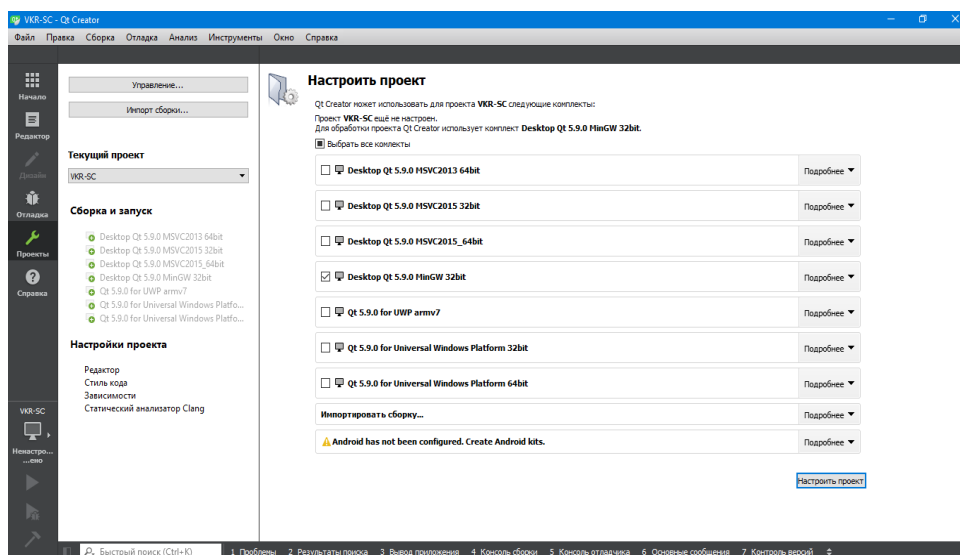 VKR-SC - Qt Creator
Файл Правка Сборка Отладка Анализ Инструменты Окно Справка
Начало
Редактор
Дизайн
Отладка
Проекты
Справка
VKR-SC
Ненастро...
...ено
Управление...
Импорт сборки...
Текущий проект
VKR-SC
Сборка и запуск
Desktop Qt 5.9.0 MSVC2013 64bit
Desktop Qt 5.9.0 MSVC2015 32bit
Desktop Qt 5.9.0 MSVC2015_64bit
Desktop Qt 5.9.0 MinGW 32bit
Qt 5.9.0 for UWP armv7
Qt 5.9.0 for Universal Windows Platfo...
Qt 5.9.0 for Universal Windows Platfo...
Настройки проекта
Редактор
Стиль кода
Зависимости
Статический анализатор Clang
Настроить проект
Qt Creator может использовать для проекта VKR-SC следующие комплекты:
Проект VKR-SC ещё не настроен.
Для обработки проекта Qt Creator использует комплект Desktop Qt 5.9.0 MinGW 32bit.
Выбрать все комлекты
Desktop Qt 5.9.0 MSVC2013 64bit Подробнее
Desktop Qt 5.9.0 MSVC2015 32bit Подробнее
Desktop Qt 5.9.0 MSVC2015_64bit Подробнее
Desktop Qt 5.9.0 MinGW 32bit Подробнее
Qt 5.9.0 for UWP armv7 Подробнее
Qt 5.9.0 for Universal Windows Platform 32bit Подробнее
Qt 5.9.0 for Universal Windows Platform 64bit Подробнее
Импортировать сборку... Подробнее
Android has not been configured. Create Android kits. Подробнее
Настроить проект
Быстрый поиск (Ctrl+K) 1 Проблемы 2 Результаты поиска 3 Вывод приложения 4 Консоль сборки 5 Консоль отладчика 6 Основные сообщения 7 Контроль версий